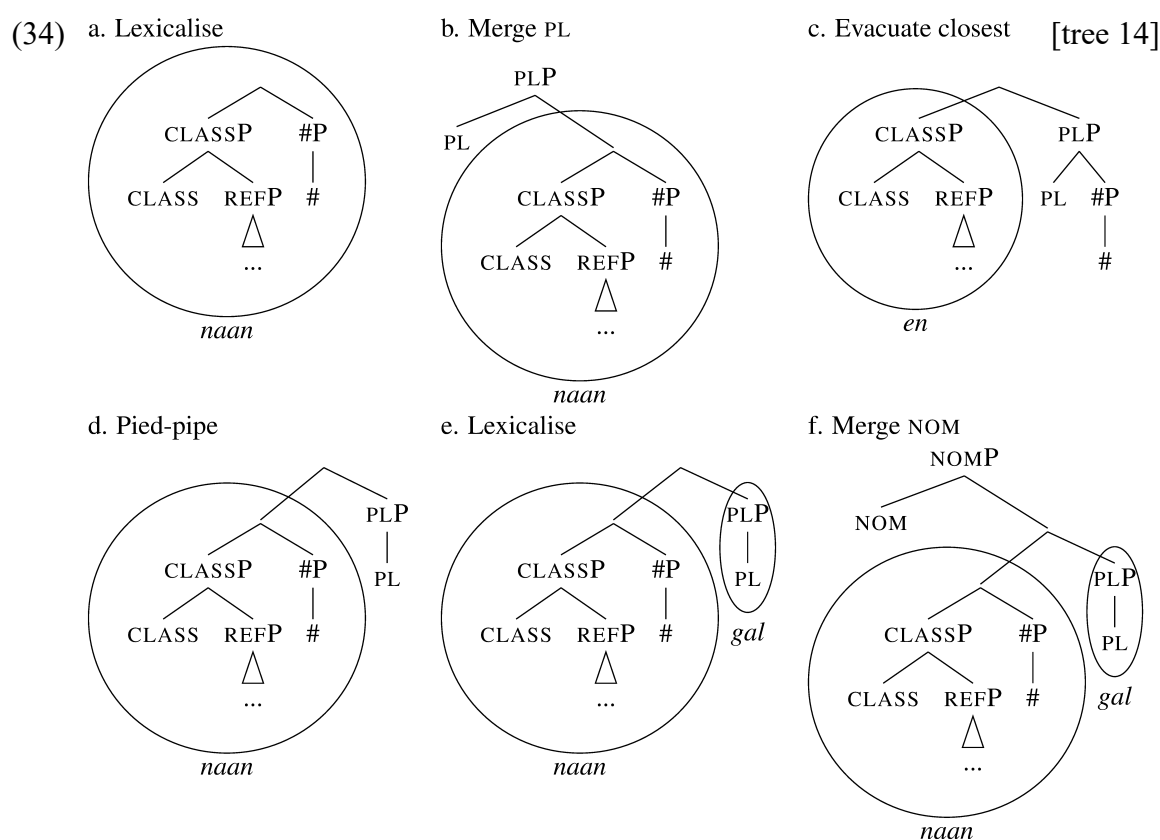 (34) a. Lexicalise b. Merge PL c. Evacuate closest [tree 14]
CLASSP #P
CLASS REFP #
...
naan
PLP
PL
CLASSP #P
CLASS REFP #
...
naan
CLASSP PLP
CLASS REFP PL #P
... #
en
d. Pied-pipe e. Lexicalise f. Merge NOM
PLP
CLASSP #P PL
CLASS REFP #
...
naan
PLP
CLASSP #P PL
CLASS REFP # gal
...
naan
NOMP
NOM
PLP
CLASSP #P PL
CLASS REFP # gal
...
naan